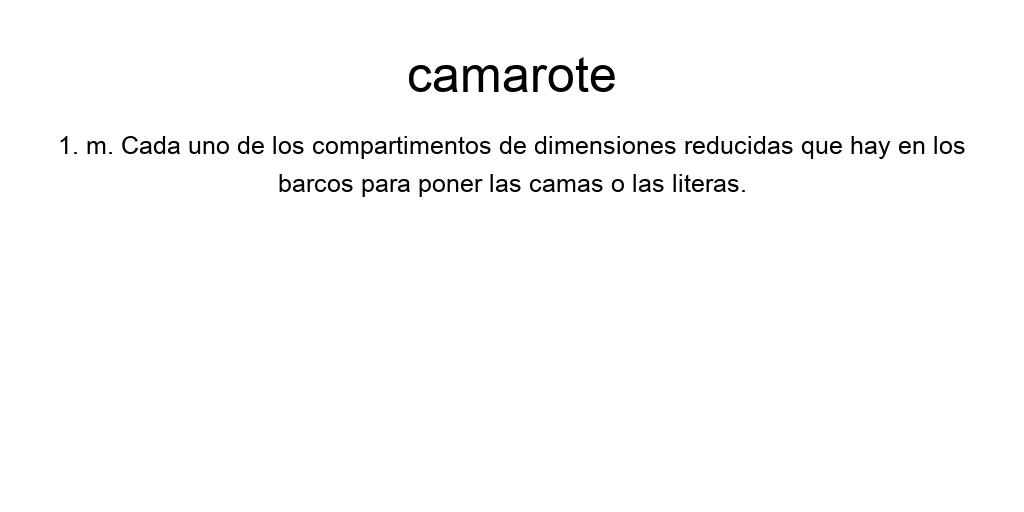 camarote
1. m. Cada uno de los compartimentos de dimensiones reducidas que hay en los
barcos para poner las camas o las literas.